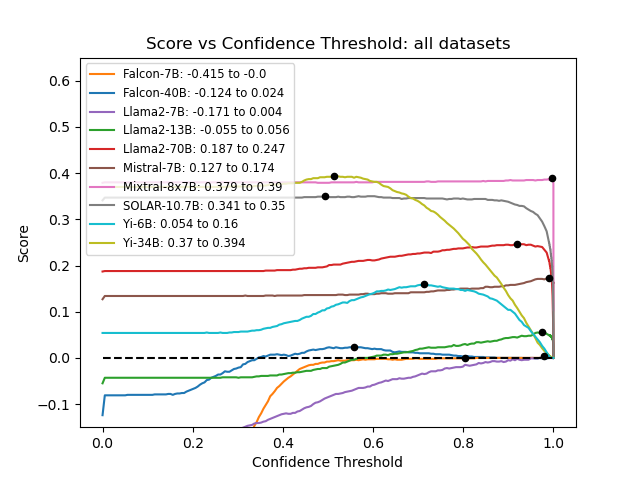 Score vs Confidence Threshold: all datasets
Falcon-7B: -0.415 to -0.0
Falcon-40B: -0.124 to 0.024
Llama2-7B: -0.171 to 0.004
Llama2-13B: -0.055 to 0.056
Llama2-70B: 0.187 to 0.247
Mistral-7B: 0.127 to 0.174
Mixtral-8x7B: 0.379 to 0.39
SOLAR-10.7B: 0.341 to 0.35
Yi-6B: 0.054 to 0.16
Yi-34B: 0.37 to 0.394
Score
0.6
0.5
0.4
0.3
0.2
0.1
0.0
−0.1
0.0 0.2 0.4 0.6 0.8 1.0
Confidence Threshold